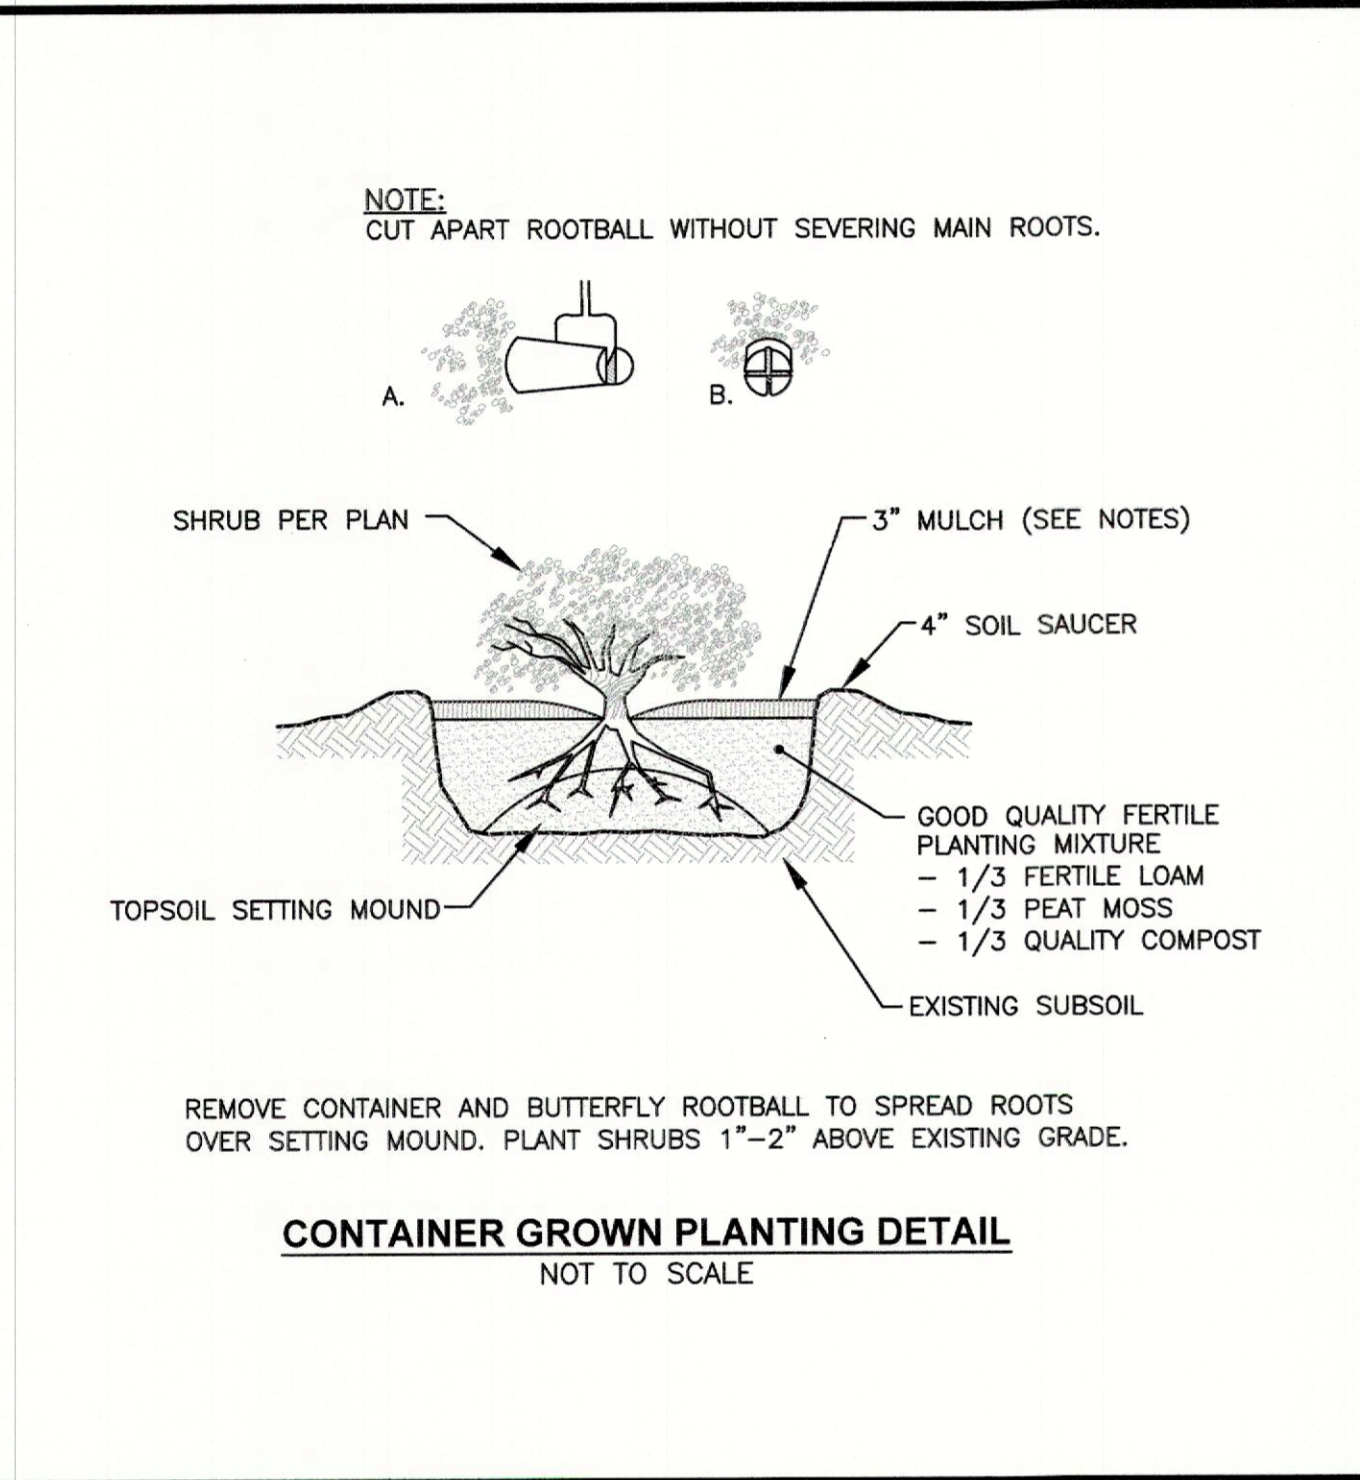 NOTE:
CUT APART ROOTBALL WITHOUT SEVERING MAIN ROOTS.
A.
B.
SHRUB PER PLAN
3" MULCH (SEE NOTES)
4" SOIL SAUCER
GOOD QUALITY FERTILE
PLANTING MIXTURE
- 1/3 FERTILE LOAM
- 1/3 PEAT MOSS
- 1/3 QUALITY COMPOST
TOPSOIL SETTING MOUND
EXISTING SUBSOIL
REMOVE CONTAINER AND BUTTERFLY ROOTBALL TO SPREAD ROOTS
OVER SETTING MOUND. PLANT SHRUBS 1"-2" ABOVE EXISTING GRADE.
CONTAINER GROWN PLANTING DETAIL
NOT TO SCALE